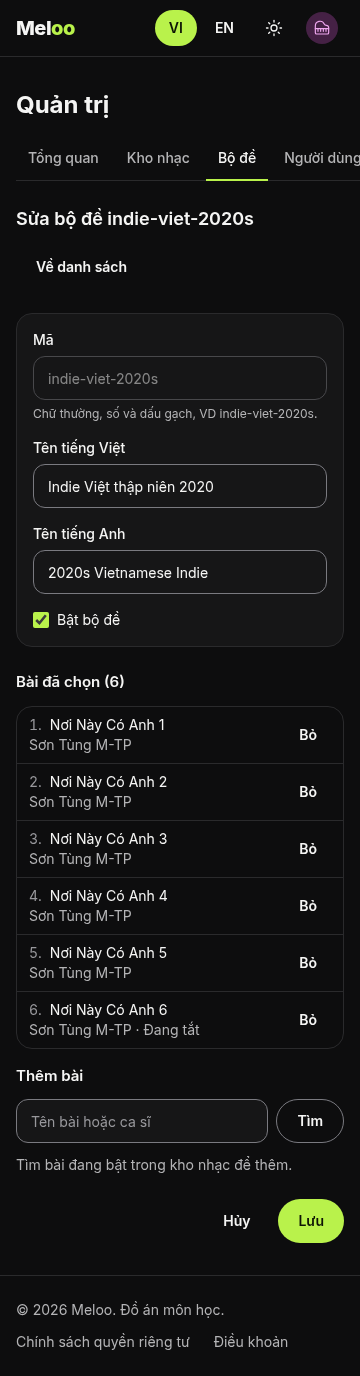 Meloo
VI
EN
Quản trị
Tổng quan
Kho nhạc
Bộ đề
Người dùng
Sửa bộ đề indie-viet-2020s
Về danh sách
Mã
indie-viet-2020s
Chữ thường, số và dấu gạch, VD indie-viet-2020s.
Tên tiếng Việt
Indie Việt thập niên 2020
Tên tiếng Anh
2020s Vietnamese Indie
Bật bộ đề
Bài đã chọn (6)
1. Nơi Này Có Anh 1
Sơn Tùng M-TP
Bỏ
2. Nơi Này Có Anh 2
Sơn Tùng M-TP
Bỏ
3. Nơi Này Có Anh 3
Sơn Tùng M-TP
Bỏ
4. Nơi Này Có Anh 4
Sơn Tùng M-TP
Bỏ
5. Nơi Này Có Anh 5
Sơn Tùng M-TP
Bỏ
6. Nơi Này Có Anh 6
Sơn Tùng M-TP · Đang tắt
Bỏ
Thêm bài
Tên bài hoặc ca sĩ
Tìm
Tìm bài đang bật trong kho nhạc để thêm.
Hủy
Lưu
© 2026 Meloo. Đồ án môn học.
Chính sách quyền riêng tư
Điều khoản